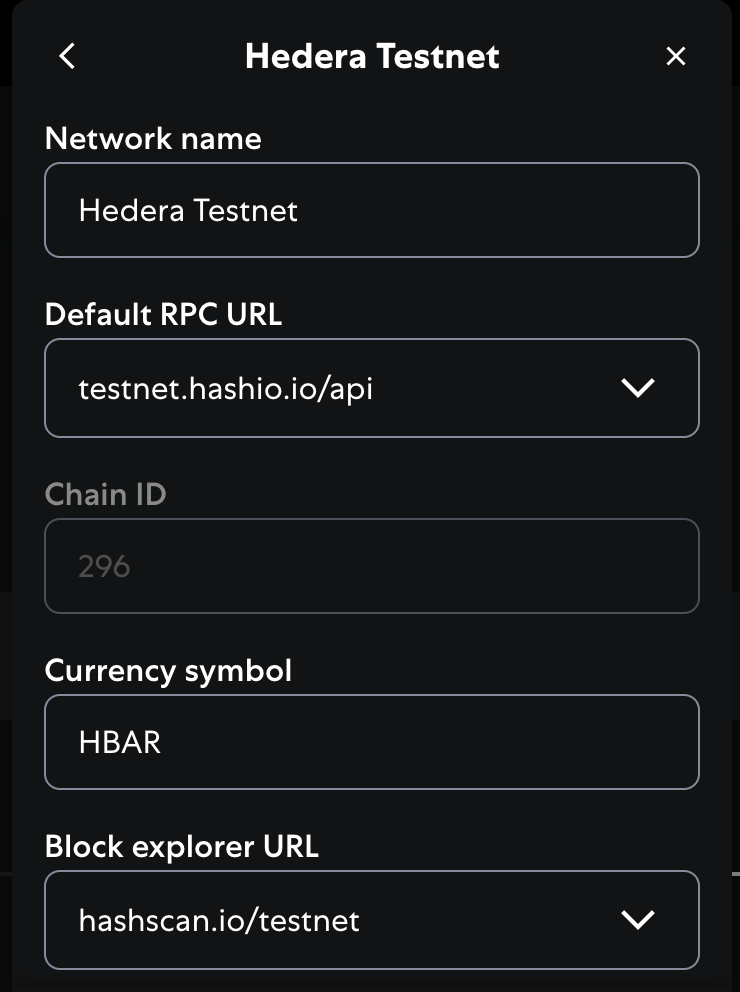 Hedera Testnet
Network name
Hedera Testnet
Default RPC URL
testnet.hashio.io/api
Chain ID
296
Currency symbol
HBAR
Block explorer URL
hashscan.io/testnet